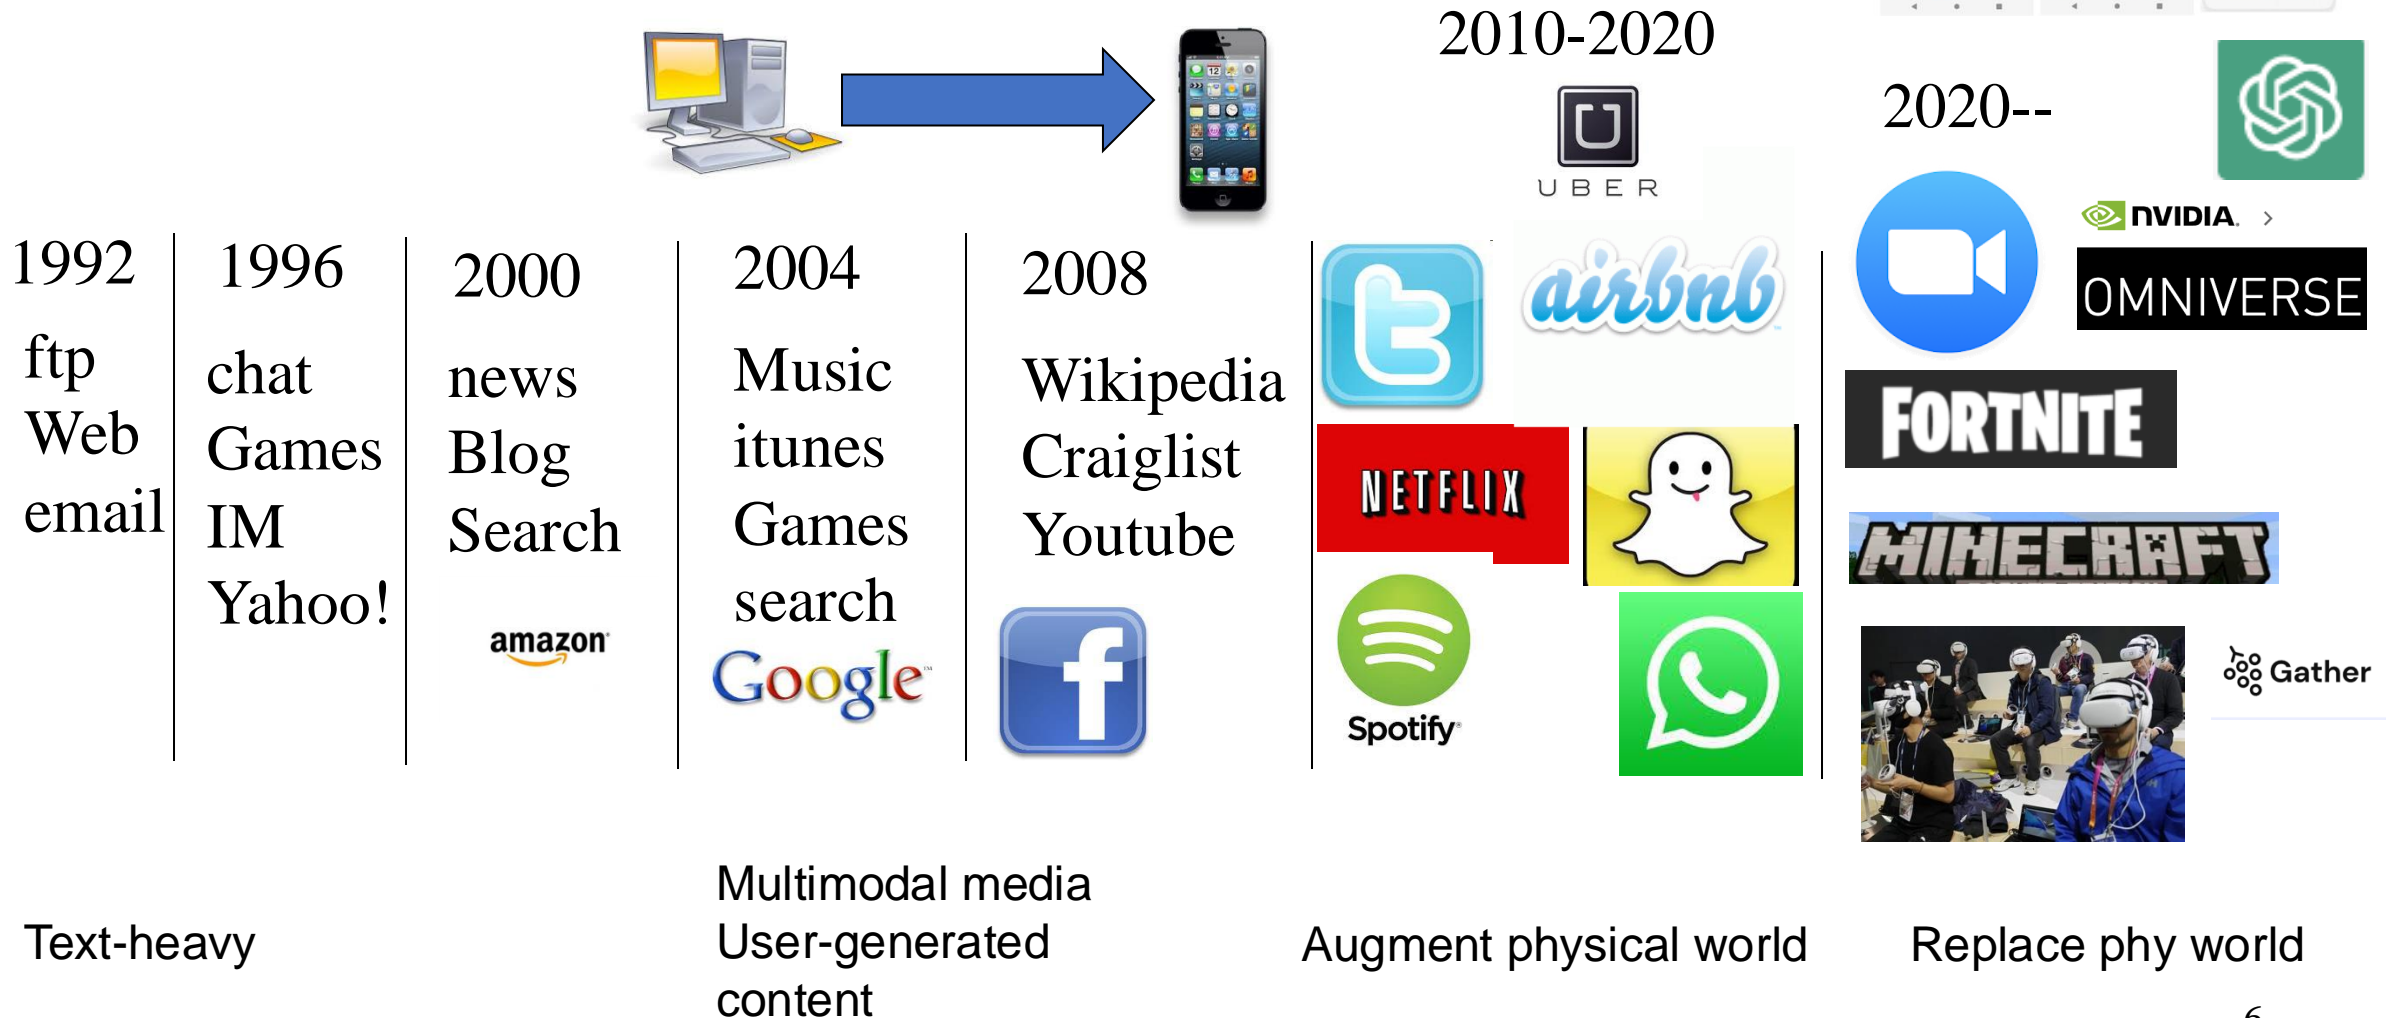 2010-2020
2020--
UBER
NVIDIA. >
OMNIVERSE
1992
ftp
Web
email
1996
chat
Games
IM
Yahoo!
2000
news
Blog
Search
amazon
2004
Music
itunes
Games
search
Google™
2008
Wikipedia
Craiglist
Youtube
f
t
airbnb
NETFLIX
Spotify®
FORTNITE
MINECRAFT
Gather
Text-heavy
Multimodal media
User-generated
content
Augment physical world
Replace phy world
6